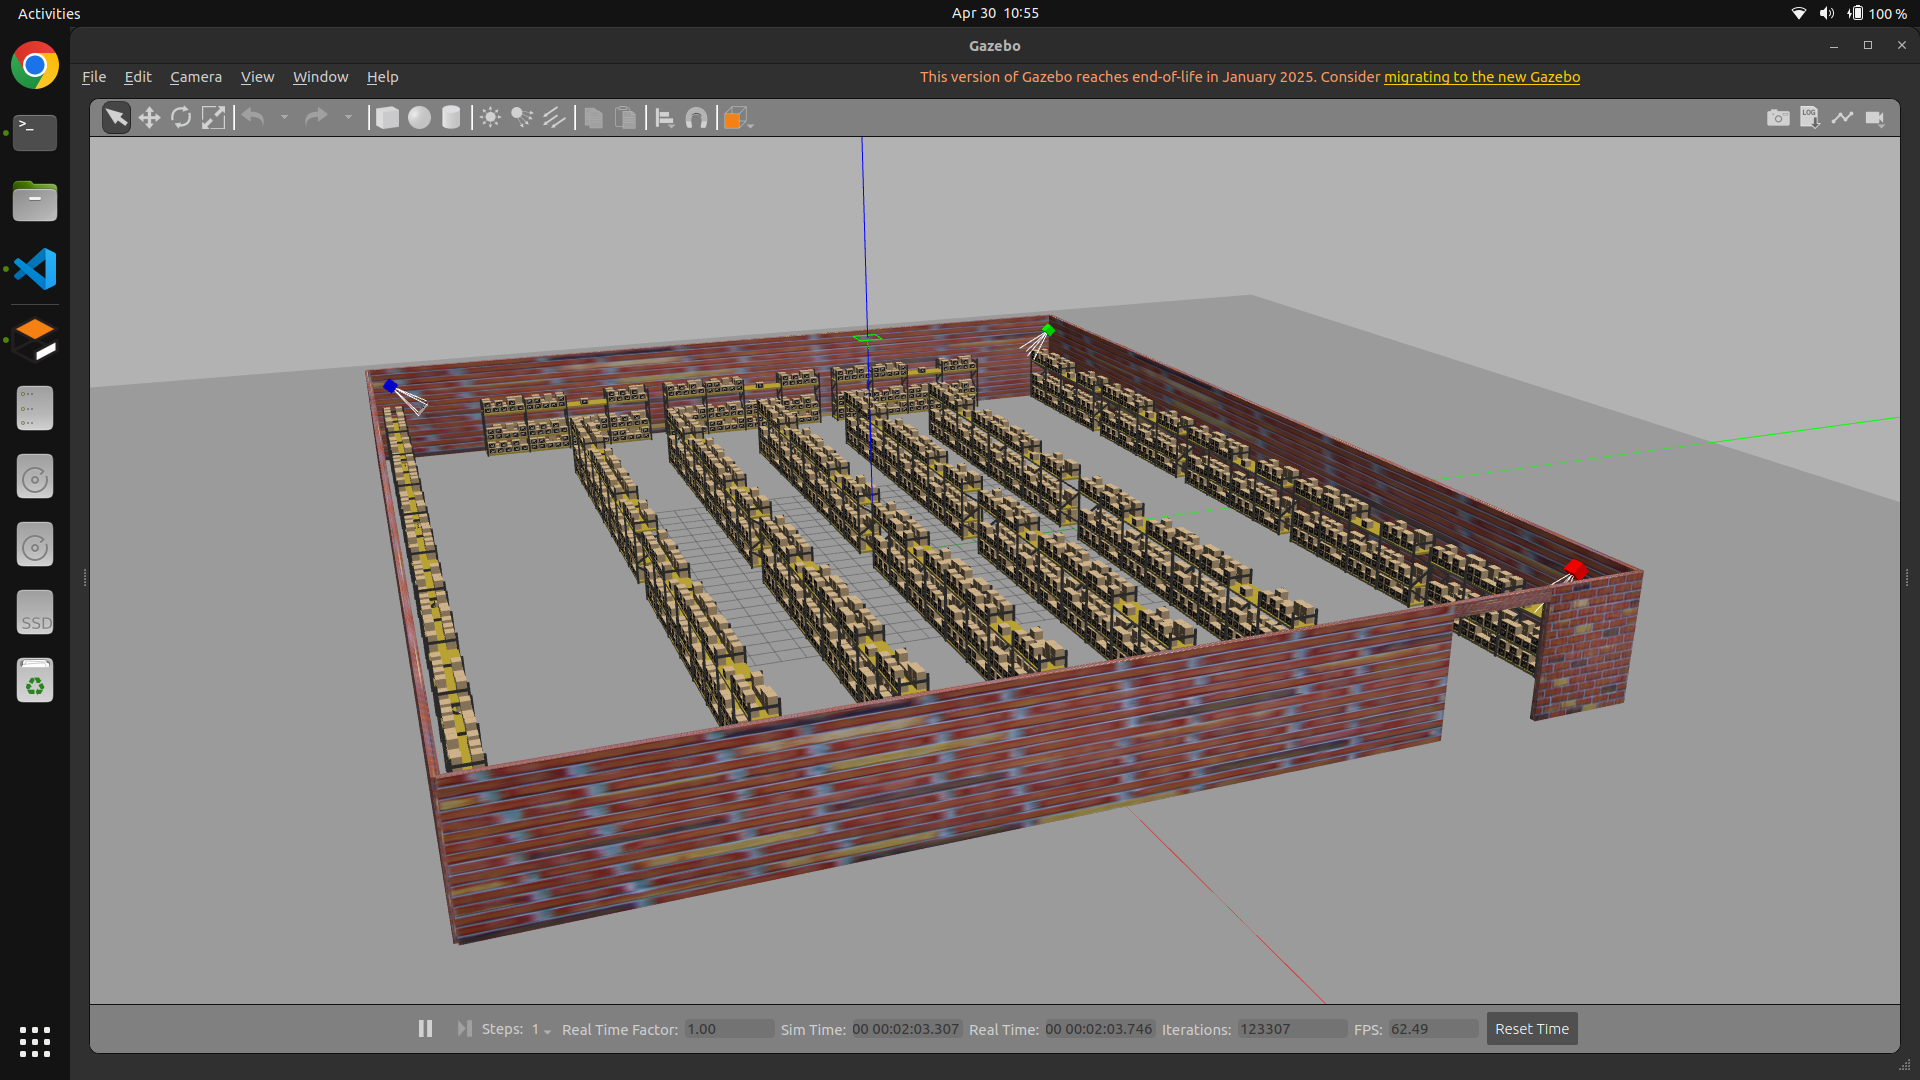 Activities
Apr 30 10:55
100 %
Gazebo
File Edit Camera View Window Help
This version of Gazebo reaches end-of-life in January 2025. Consider migrating to the new Gazebo
>_
LOG
SSD
Steps: 1 Real Time Factor: 1.00 Sim Time: 00 00:02:03.307 Real Time: 00 00:02:03.746 Iterations: 123307 FPS: 62.49 Reset Time